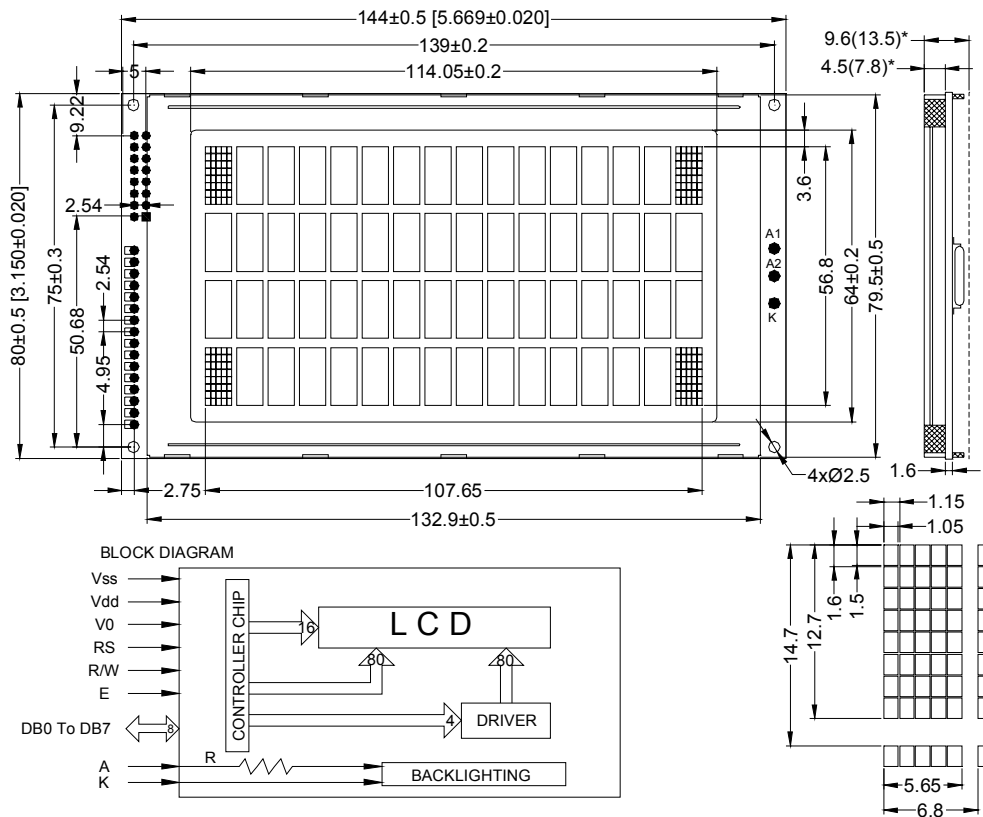 144±0.5 [5.669±0.020]
139±0.2
114.05±0.2
5
9.22
80±0.5 [3.150±0.020]
75±0.3
2.54
50.68
2.54
4.95
2.75
107.65
132.9±0.5
A1
A2
K
3.6
56.8
64±0.2
79.5±0.5
4xØ2.5
9.6(13.5)*
4.5(7.8)*
1.6
1.15
1.05
1.6
1.5
12.7
14.7
5.65
6.8
BLOCK DIAGRAM
Vss
Vdd
V0
RS
R/W
E
DB0 To DB7
8
A
K
R
CONTROLLER CHIP
16
LCD
80
80
4
DRIVER
BACKLIGHTING